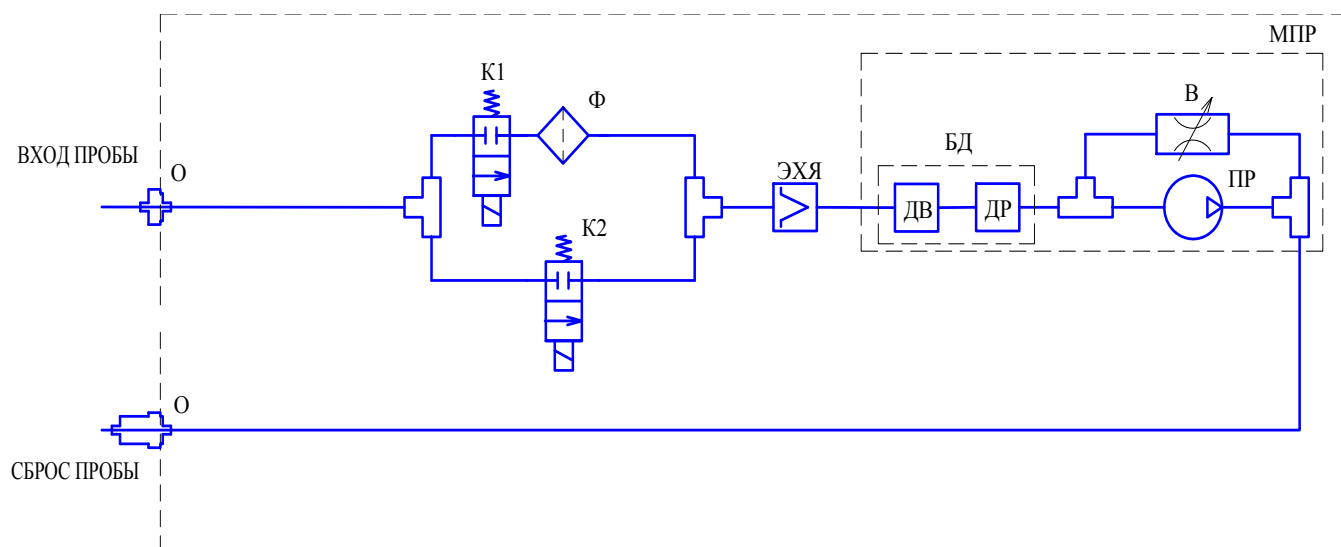 МПР
К1
Ф
В
ВХОД ПРОБЫ
О
ЭХЯ
БД
ПР
ДВ
ДР
К2
О
СБРОС ПРОБЫ